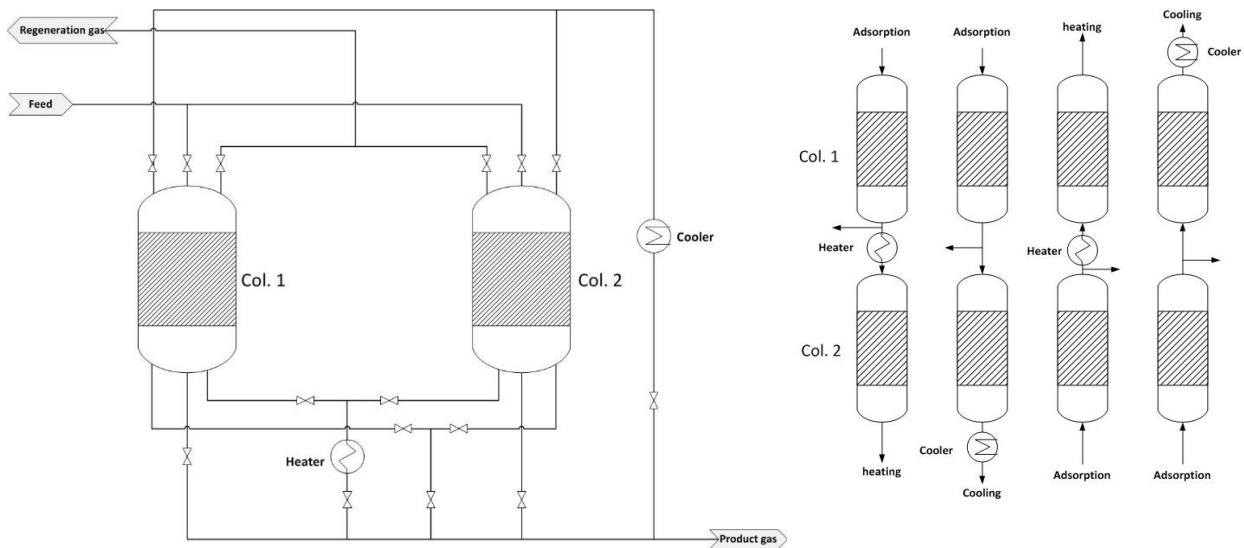 Regeneration gas
Feed
Col. 1
Col. 2
Cooler
Heater
Product gas
Adsorption
Adsorption
heating
Cooling
Cooler
Col. 1
Heater
Heater
Col. 2
Cooler
heating
Cooling
Adsorption
Adsorption